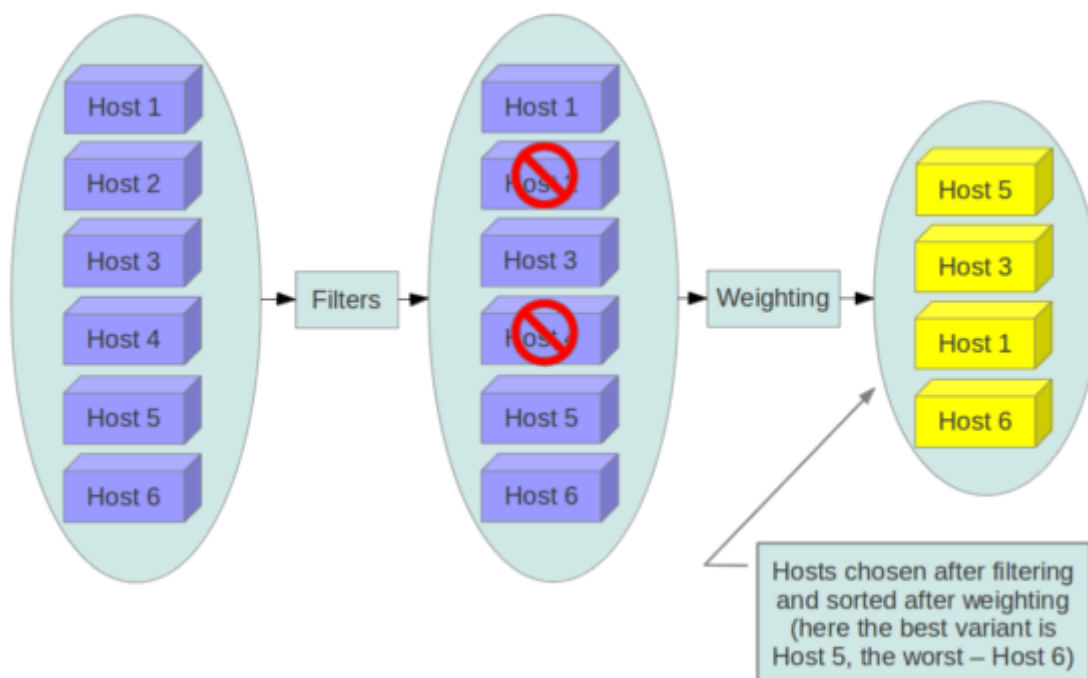 Host 1
Host 2
Host 3
Host 4
Host 5
Host 6
Filters
Host 1
Host
Host 3
Host
Host 5
Host 6
Weighting
Host 5
Host 3
Host 1
Host 6
Hosts chosen after filtering
and sorted after weighting
(here the best variant is
Host 5, the worst – Host 6)